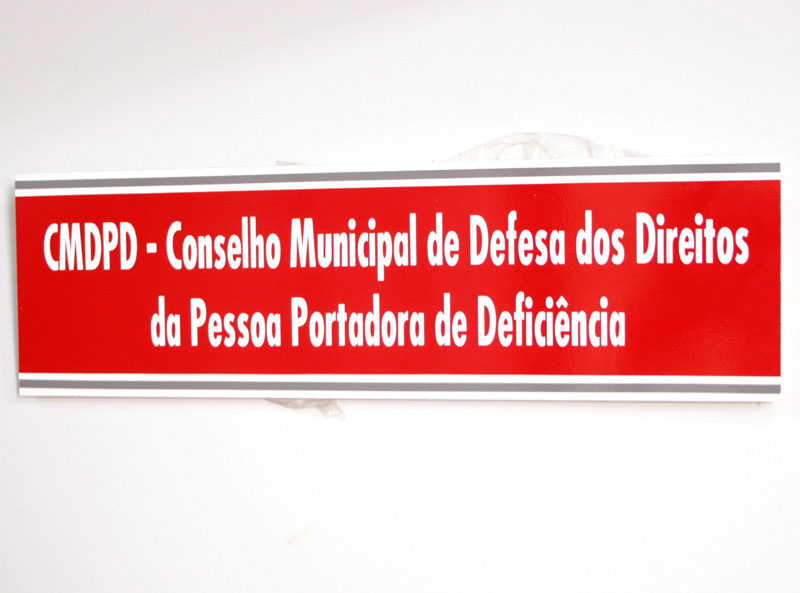 CMDPD - Conselho Municipal de Defesa dos Direitos
da Pessoa Portadora de Deficiência